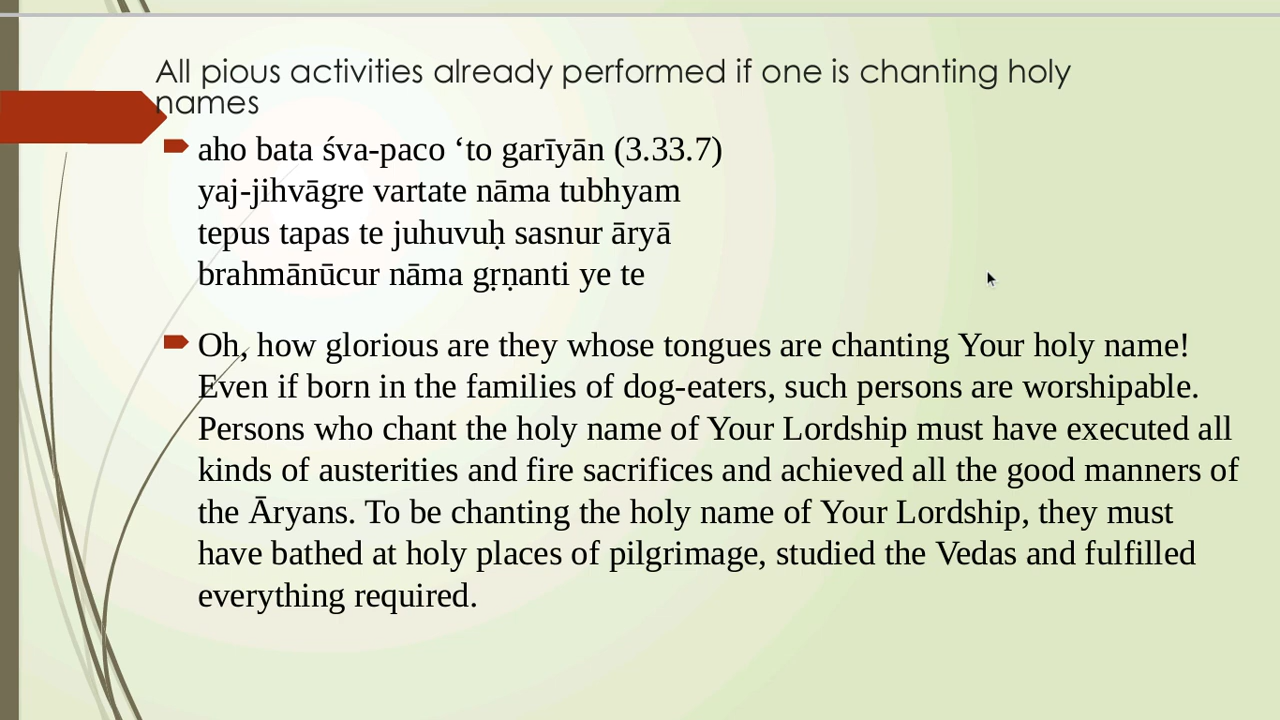 All pious activities already performed if one is chanting holy
names
aho bata śva-paco ‘to garīyān (3.33.7)
yaj-jihvāgre vartate nāma tubhyam
tepus tapas te juhuvuḥ sasnur āryā
brahmānūcur nāma gṛṇanti ye te
Oh, how glorious are they whose tongues are chanting Your holy name!
Even if born in the families of dog-eaters, such persons are worshipable.
Persons who chant the holy name of Your Lordship must have executed all
kinds of austerities and fire sacrifices and achieved all the good manners of
the Āryans. To be chanting the holy name of Your Lordship, they must
have bathed at holy places of pilgrimage, studied the Vedas and fulfilled
everything required.